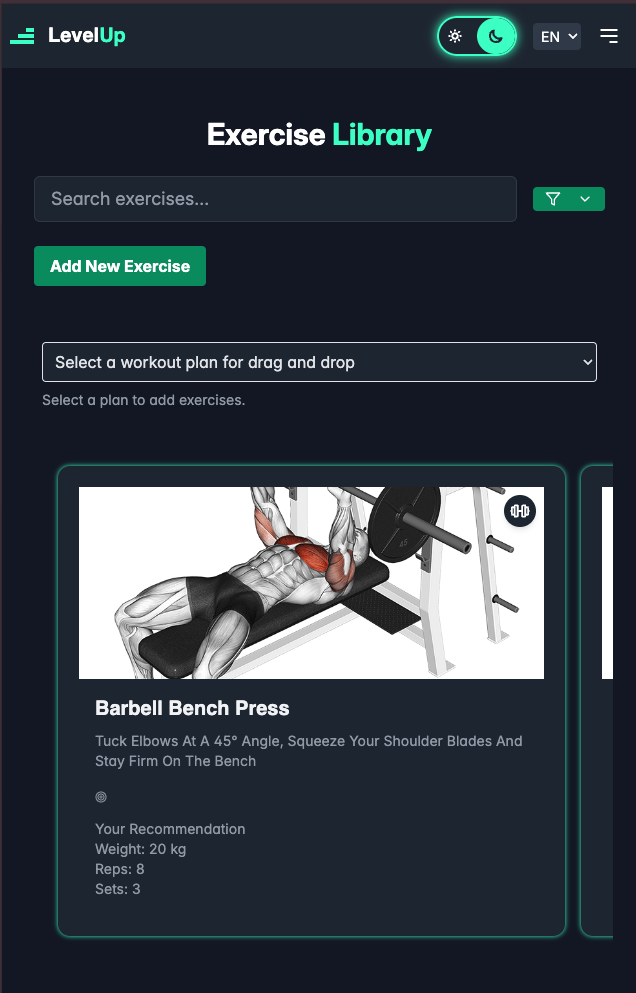 LevelUp
EN
Exercise Library
Search exercises...
Add New Exercise
Select a workout plan for drag and drop
Select a plan to add exercises.
45
Barbell Bench Press
Tuck Elbows At A 45° Angle, Squeeze Your Shoulder Blades And
Stay Firm On The Bench
Your Recommendation
Weight: 20 kg
Reps: 8
Sets: 3